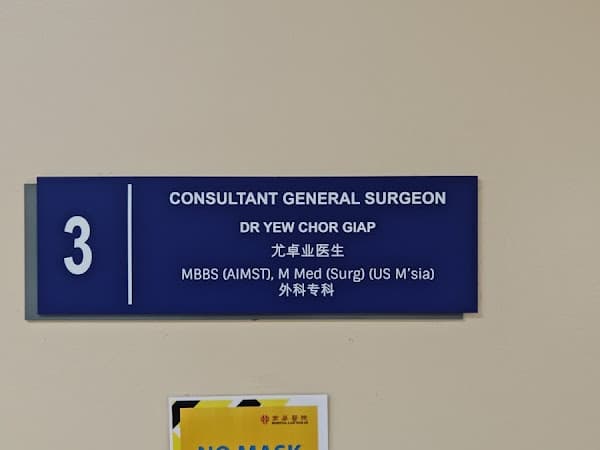 3
CONSULTANT GENERAL SURGEON
DR YEW CHOR GIAP
尤卓业医生
MBBS (AIMST), M Med (Surg) (US M'sia)
外科专科
NO MASK